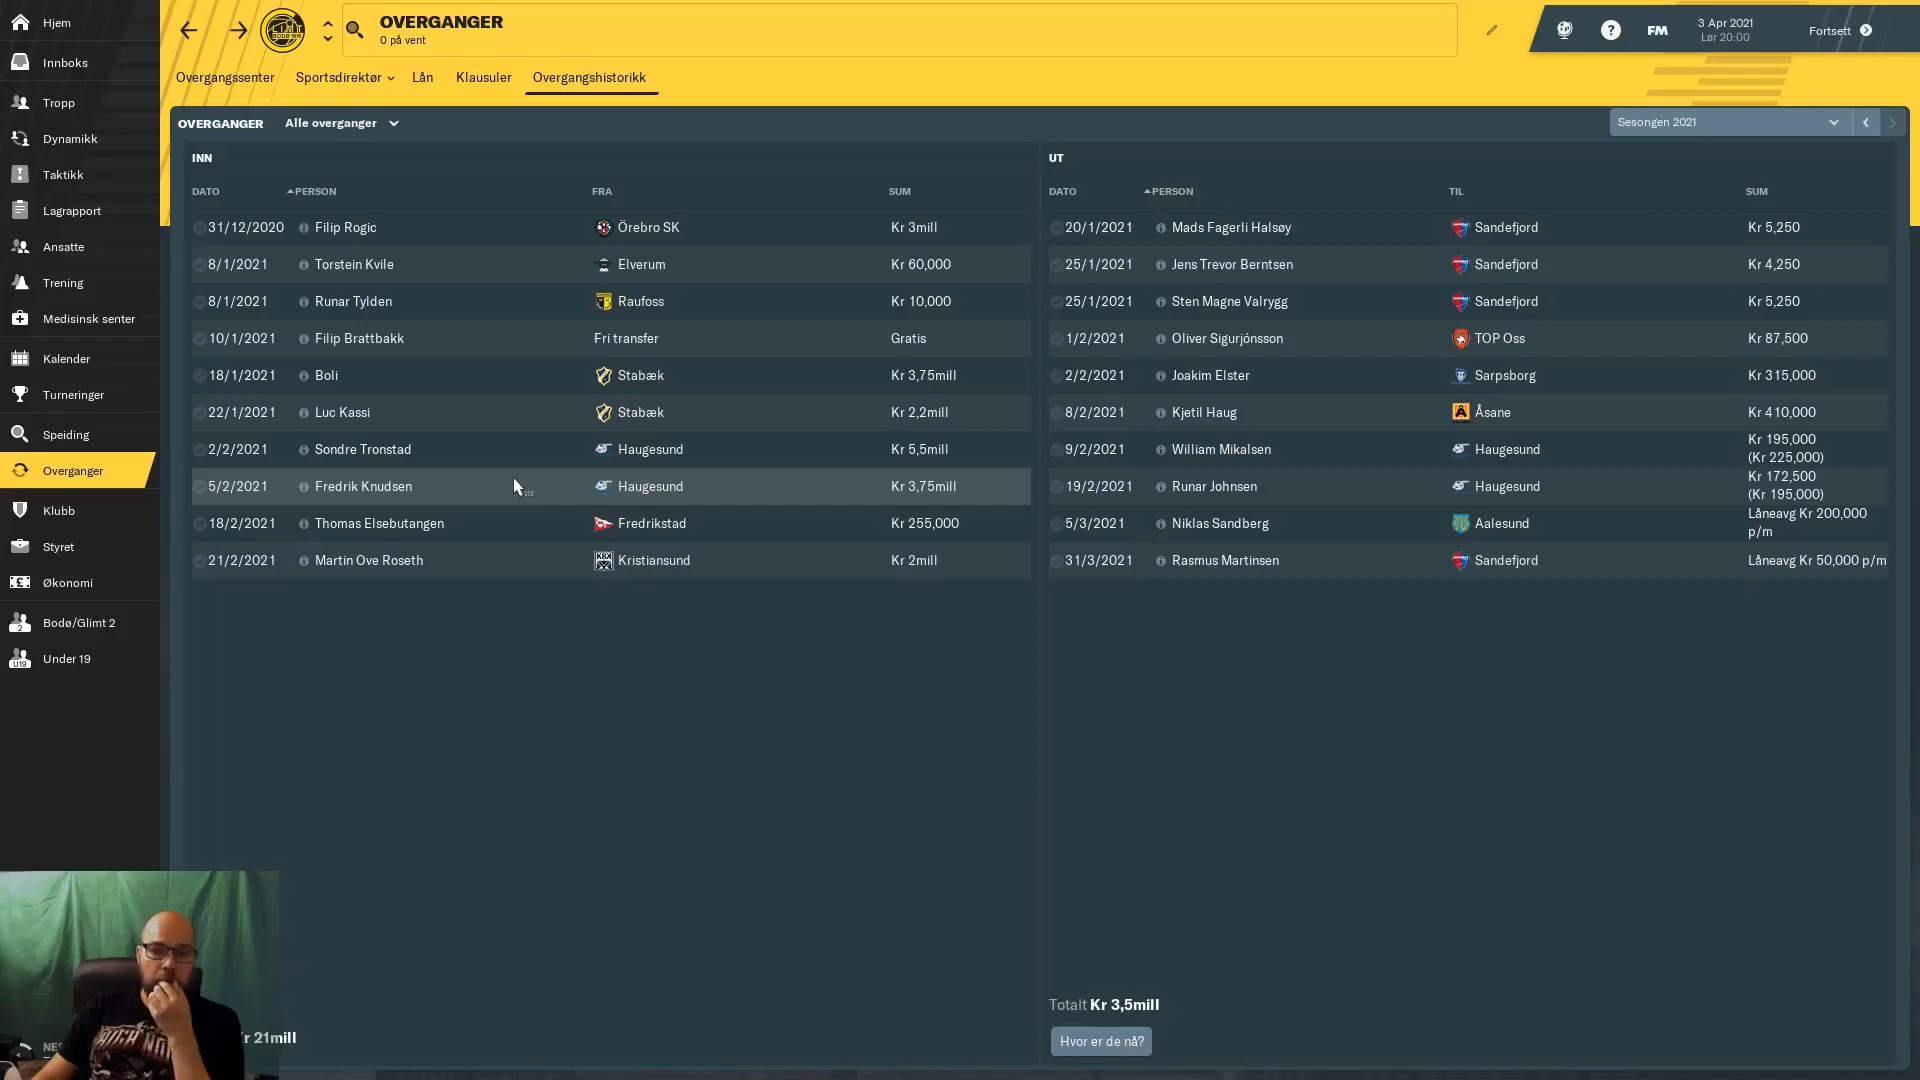 Hjem
Innboks
Tropp
Dynamikk
Taktikk
Lagrapport
Ansatte
Trening
Medisinsk senter
Kalender
Turneringer
Speiding
Overganger
Klubb
Styret
Økonomi
Bodø/Glimt 2
Under 19
OVERGANGER
0 på vent
FM
3 Apr 2021
Lør 20:00
Fortsett
Overgangssenter Sportsdirektør Lån Klausuler Overgangshistorikk
OVERGANGER Alle overganger
Sesongen 2021
INN
DATO PERSON FRA SUM
31/12/2020 Filip Rogic Örebro SK Kr 3mill
8/1/2021 Torstein Kvile Elverum Kr 60,000
8/1/2021 Runar Tylden Raufoss Kr 10,000
10/1/2021 Filip Brattbakk Fri transfer Gratis
18/1/2021 Boli Stabæk Kr 3,75mill
22/1/2021 Luc Kassi Stabæk Kr 2,2mill
2/2/2021 Sondre Tronstad Haugesund Kr 5,5mill
5/2/2021 Fredrik Knudsen Haugesund Kr 3,75mill
18/2/2021 Thomas Elsebutangen Fredrikstad Kr 255,000
21/2/2021 Martin Ove Roseth Kristiansund Kr 2mill
r 21mill
UT
DATO PERSON TIL SUM
20/1/2021 Mads Fagerli Halsøy Sandefjord Kr 5,250
25/1/2021 Jens Trevor Berntsen Sandefjord Kr 4,250
25/1/2021 Sten Magne Valrygg Sandefjord Kr 5,250
1/2/2021 Oliver Sigurjónsson TOP Oss Kr 87,500
2/2/2021 Joakim Elster Sarpsborg Kr 315,000
8/2/2021 Kjetil Haug Åsane Kr 410,000
9/2/2021 William Mikalsen Haugesund Kr 195,000
(Kr 225,000)
19/2/2021 Runar Johnsen Haugesund Kr 172,500
(Kr 195,000)
5/3/2021 Niklas Sandberg Aalesund Låneavg Kr 200,000
p/m
31/3/2021 Rasmus Martinsen Sandefjord Låneavg Kr 50,000 p/m
Totalt Kr 3,5mill
Hvor er de nå?